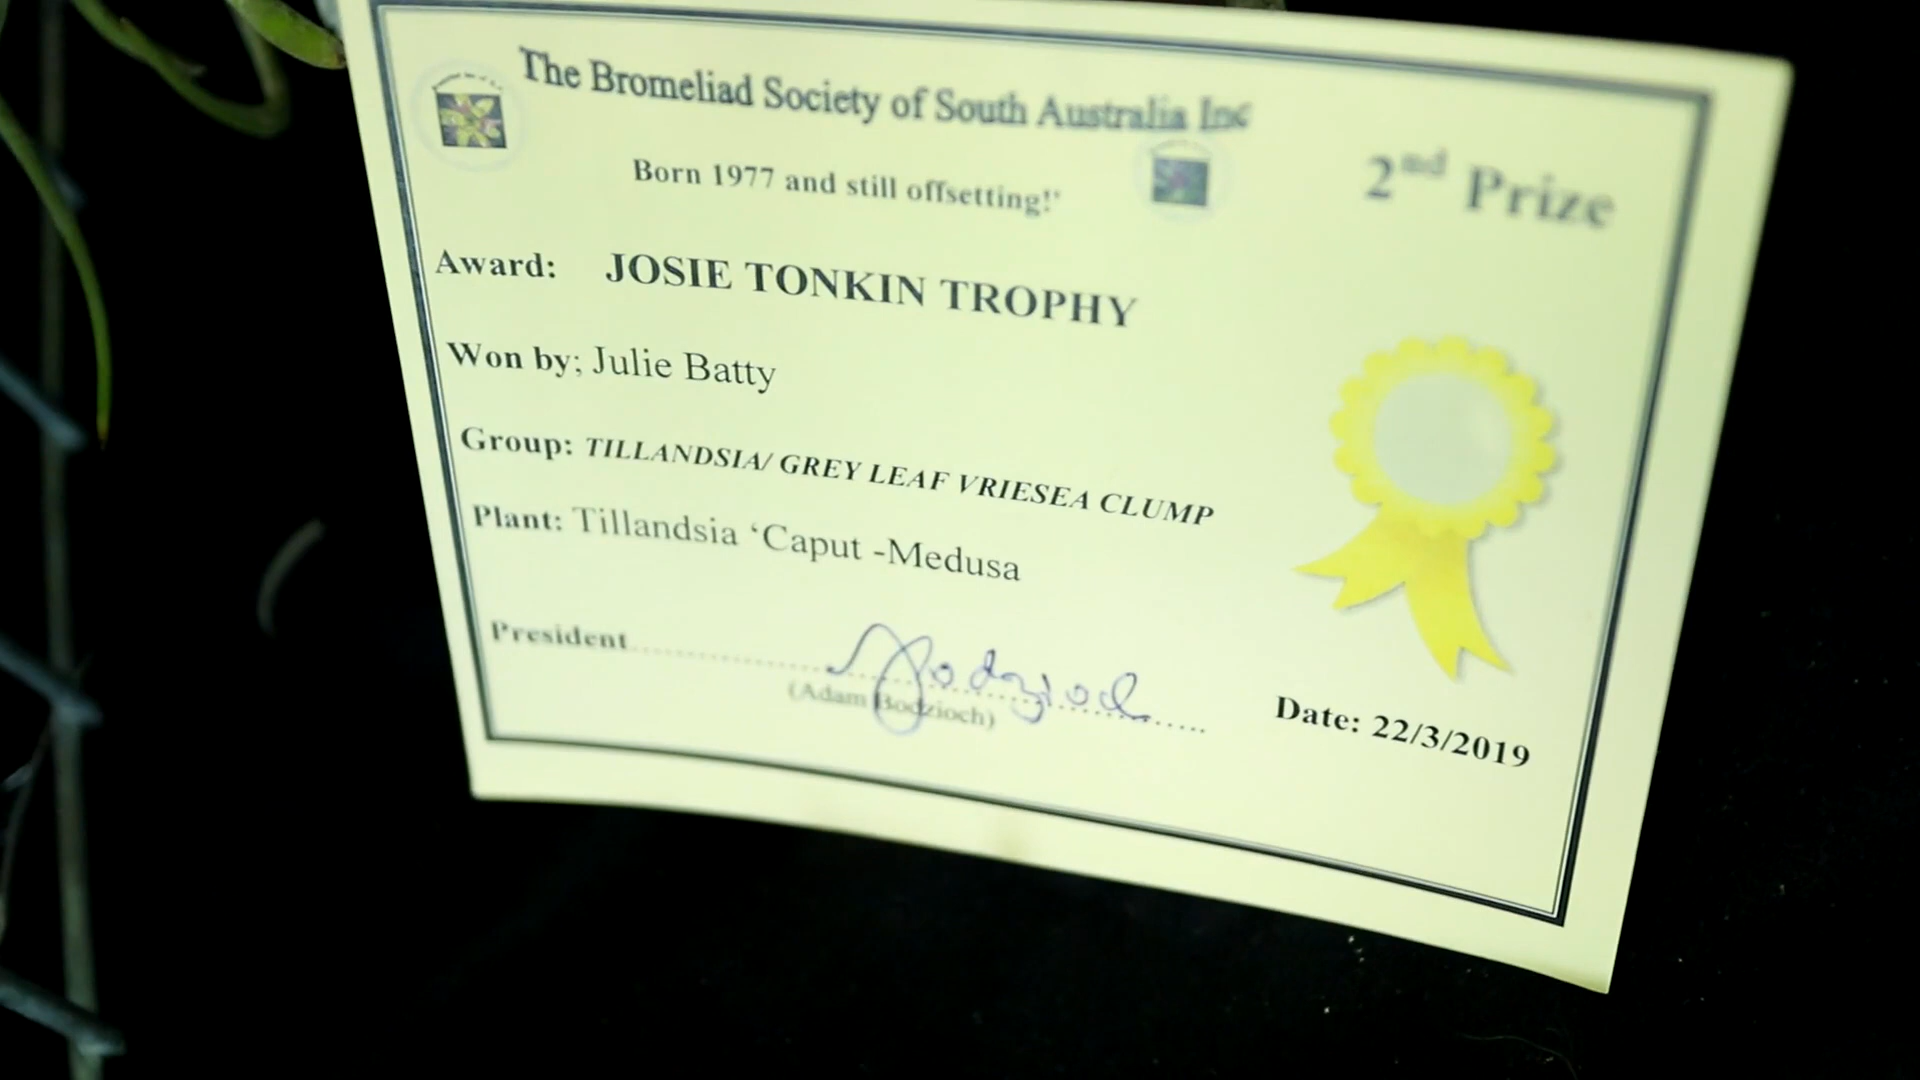 The Bromeliad Society of South Australia Inc
Born 1977 and still offsetting!'
2nd Prize
Award: JOSIE TONKIN TROPHY
Won by; Julie Batty
Group: TILLANDSIA/ GREY LEAF VRIESEA CLUMP
Plant: Tillandsia ‘Caput -Medusa
President.......................................................
(Adam Bodzioch)
Date: 22/3/2019